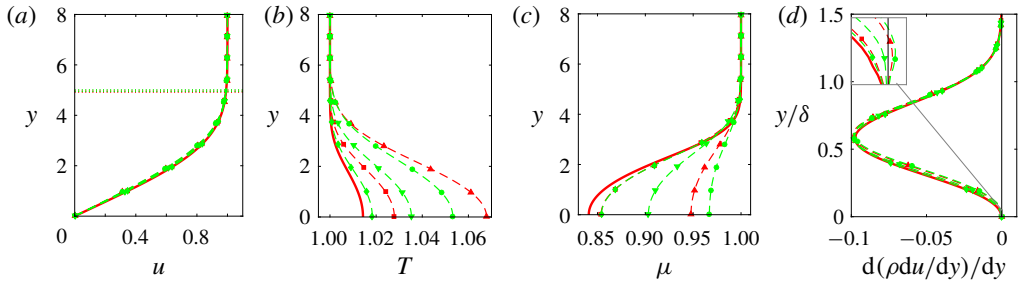 (a) (b) (c) (d)
8 8 8 1.5
6 6 6 1.0
y 4 y 4 y 4 y/δ
2 2 2 0.5
0 0 0
0 0.4 0.8 1.00 1.02 1.04 1.06 0.85 0.90 0.95 1.00 −0.1 −0.05 0
u T μ d(ρdu/dy)/dy